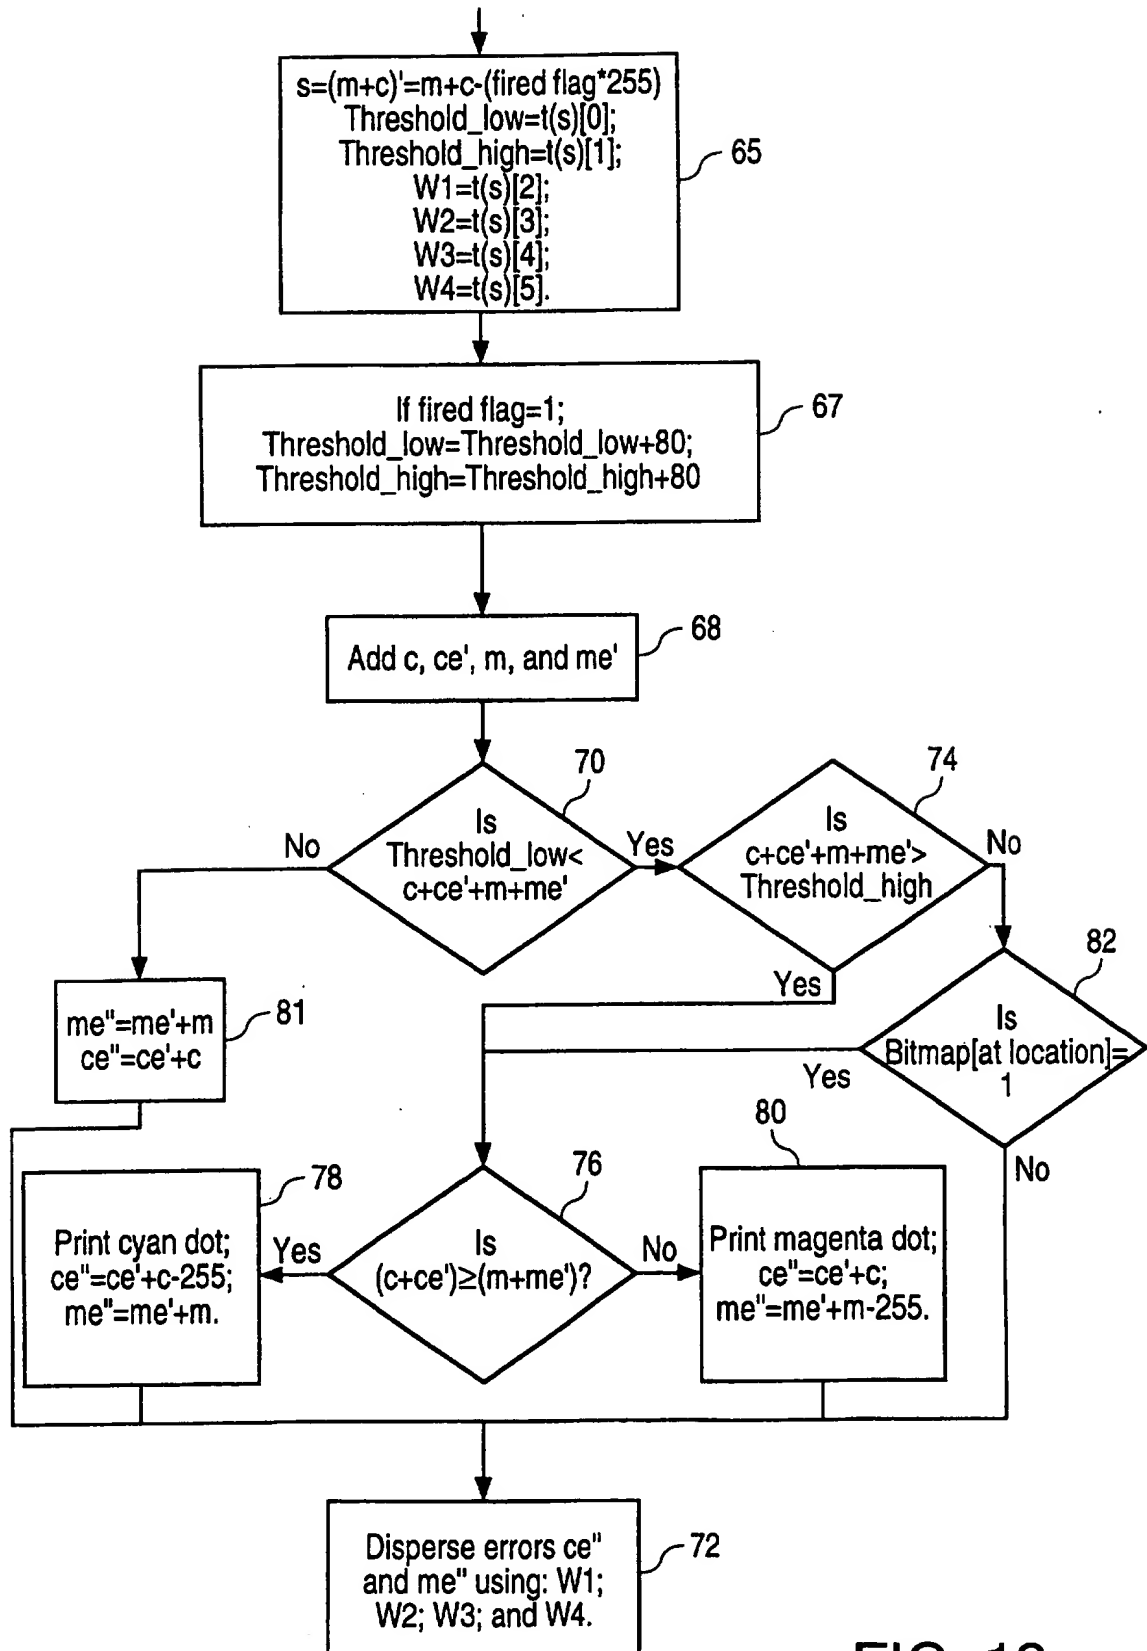 s=(m+c)'=m+c-(fired flag*255)
Threshold_low=t(s)[0];
Threshold_high=t(s)[1];
W1=t(s)[2];
W2=t(s)[3];
W3=t(s)[4];
W4=t(s)[5].
65
If fired flag=1;
Threshold_low=Threshold_low+80;
Threshold_high=Threshold_high+80
67
Add c, ce', m, and me'
68
70
Is
Threshold_low<
c+ce'+m+me'
No
Yes
74
Is
c+ce'+m+me'>
Threshold_high
No
Yes
82
Is
Bitmap[at location]=
1
Yes
No
me"=me'+m
ce"=ce'+c
81
76
Is
(c+ce')≥(m+me')?
Yes
No
Print cyan dot;
ce"=ce'+c-255;
me"=me'+m.
78
80
Print magenta dot;
ce"=ce'+c;
me"=me'+m-255.
Disperse errors ce"
and me" using: W1;
W2; W3; and W4.
72